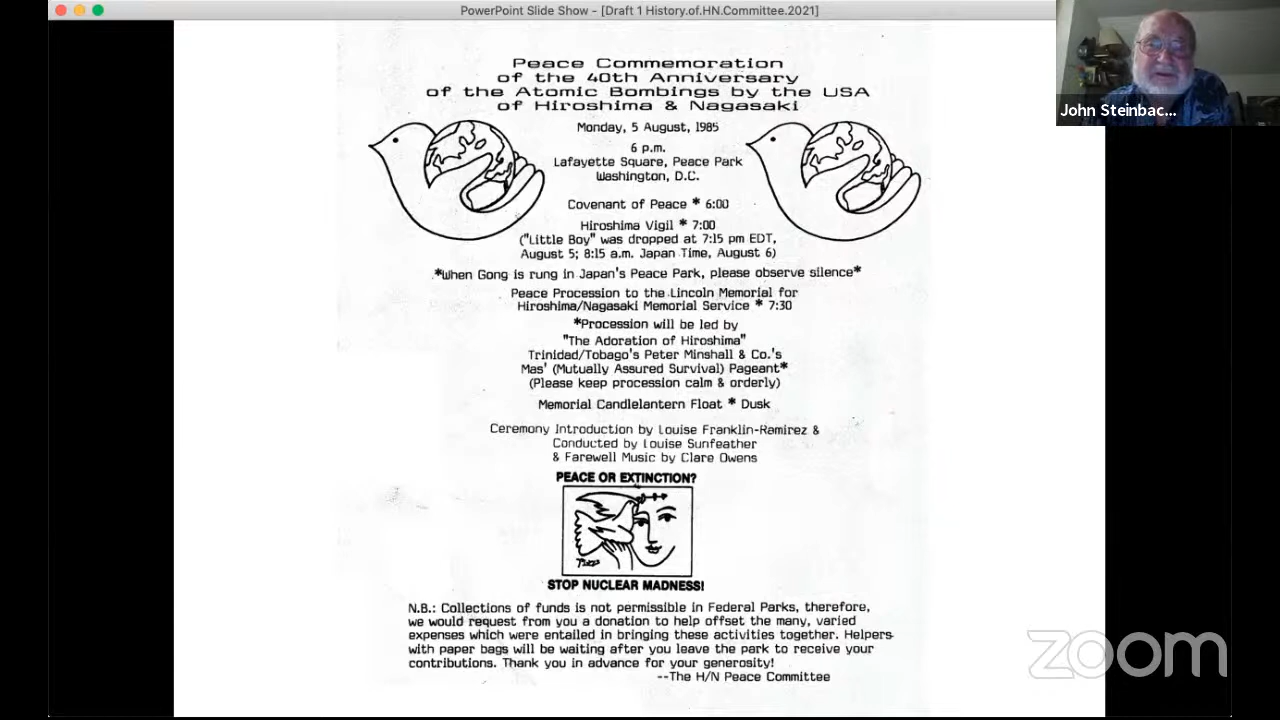 PowerPoint Slide Show - [Draft 1 History.of.HN.Committee.2021]
John Steinbac...
Peace Commemoration
of the 40th Anniversary
of the Atomic Bombings by the USA
of Hiroshima & Nagasaki
Monday, 5 August, 1985
6 p.m.
Lafayette Square, Peace Park
Washington, D.C.
Covenant of Peace * 6:00
Hiroshima Vigil * 7:00
("Little Boy" was dropped at 7:15 pm EDT,
August 5; 8:15 a.m. Japan Time, August 6)
*When Gong is rung in Japan's Peace Park, please observe silence*
Peace Procession to the Lincoln Memorial for
Hiroshima/Nagasaki Memorial Service * 7:30
*Procession will be led by
"The Adoration of Hiroshima"
Trinidad/Tobago's Peter Minshall & Co.'s
Mas' (Mutually Assured Survival) Pageant*
(Please keep procession calm & orderly)
Memorial Candlelantern Float * Dusk
Ceremony Introduction by Louise Franklin-Ramirez &
Conducted by Louise Sunfeather
& Farewell Music by Clare Owens
PEACE OR EXTINCTION?
STOP NUCLEAR MADNESS!
N.B.: Collections of funds is not permissible in Federal Parks, therefore,
we would request from you a donation to help offset the many, varied
expenses which were entailed in bringing these activities together. Helpers
with paper bags will be waiting after you leave the park to receive your
contributions. Thank you in advance for your generosity!
--The H/N Peace Committee
zoom